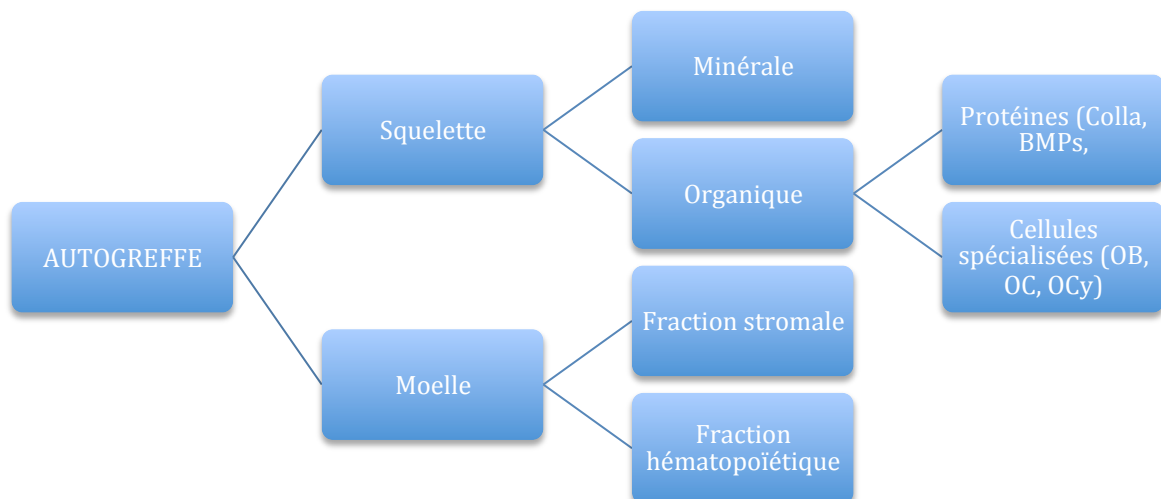 AUTOGREFFE
Squelette
Moelle
Minérale
Organique
Fraction stromale
Fraction
hématopoïétique
Protéines (Colla,
BMPs,
Cellules
spécialisées (OB,
OC, OCy)